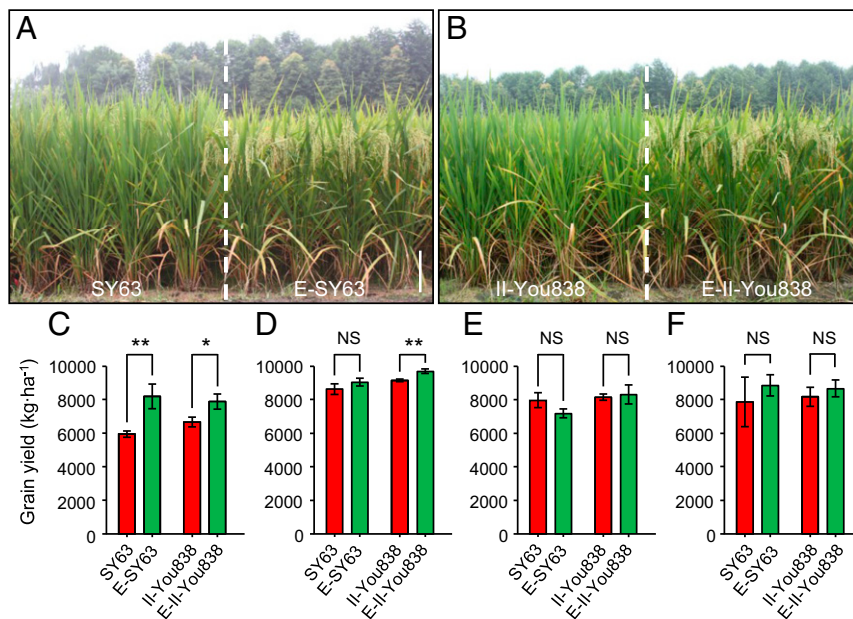 A
B
SY63
E-SY63
II-You838
E-II-You838
C
D
E
F
Grain yield (kg·ha⁻¹)
10000
8000
6000
4000
2000
0
**
*
SY63
E-SY63
II-You838
E-II-You838
10000
8000
6000
4000
2000
0
NS
**
SY63
E-SY63
II-You838
E-II-You838
10000
8000
6000
4000
2000
0
NS
NS
SY63
E-SY63
II-You838
E-II-You838
10000
8000
6000
4000
2000
0
NS
NS
SY63
E-SY63
II-You838
E-II-You838